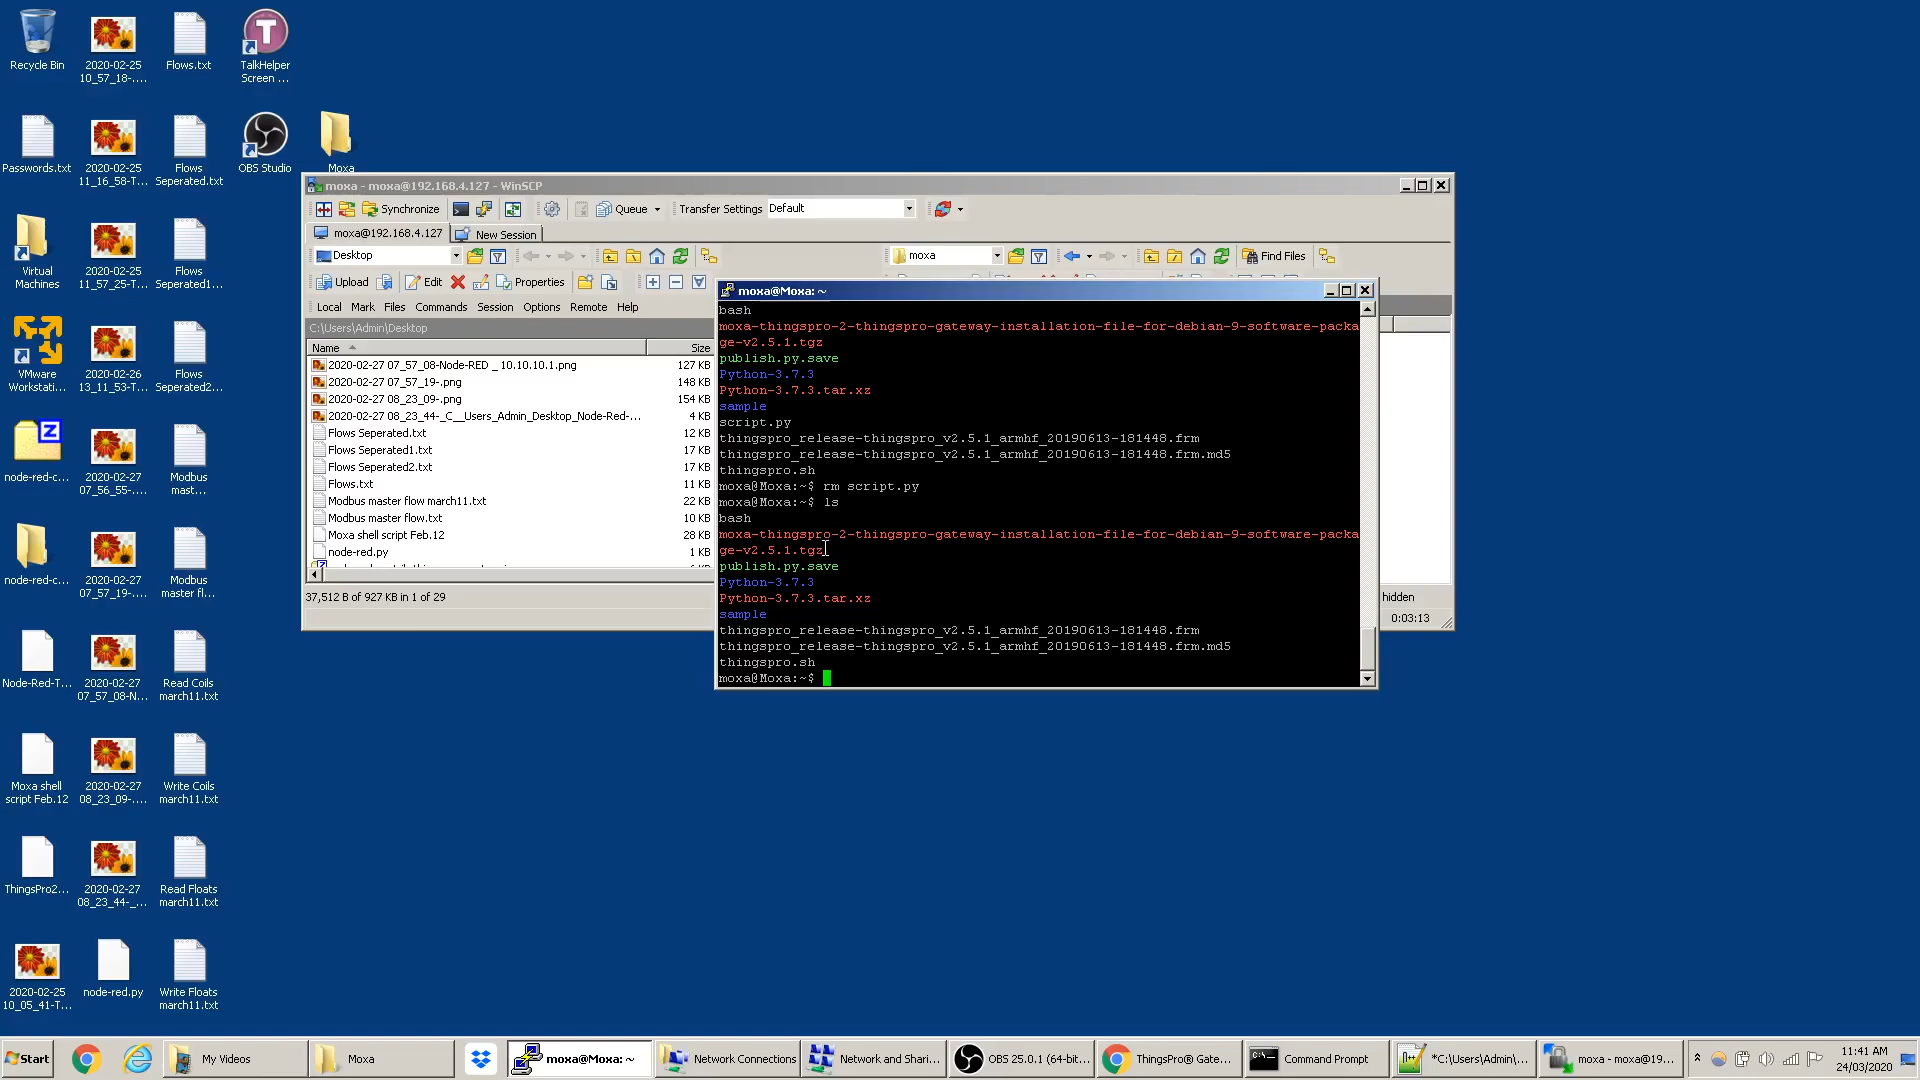 Recycle Bin
2020-02-25
10_57_18-....
Flows.txt
TalkHelper
Screen ...
Passwords.txt
2020-02-25
11_16_58-T...
Flows
Seperated.txt
OBS Studio
Moxa
Virtual
Machines
2020-02-25
11_57_25-T...
Flows
Seperated1...
VMware
Workstati...
2020-02-26
13_11_53-T...
Flows
Seperated2...
node-red-c...
2020-02-27
07_56_55-...
Modbus
mast...
node-red-c...
2020-02-27
07_57_19-...
Modbus
master fl...
Node-Red-T...
2020-02-27
07_57_08-N...
Read Coils
march11.txt
Moxa shell
script Feb.12
2020-02-27
08_23_09-....
Write Coils
march11.txt
ThingsPro2...
2020-02-27
08_23_44-_...
Read Floats
march11.txt
2020-02-25
10_05_41-T...
node-red.py
Write Floats
march11.txt
moxa - moxa@192.168.4.127 - WinSCP
Synchronize
Queue
Transfer Settings
Default
moxa@192.168.4.127
New Session
Desktop
moxa
Find Files
Upload
Edit
Properties
Local Mark Files Commands Session Options Remote Help
C:\Users\Admin\Desktop
Name
Size
2020-02-27 07_57_08-Node-RED _ 10.10.10.1.png 127 KB
2020-02-27 07_57_19-.png 148 KB
2020-02-27 08_23_09-.png 154 KB
2020-02-27 08_23_44-_C__Users_Admin_Desktop_Node-Red-... 4 KB
Flows Seperated.txt 12 KB
Flows Seperated1.txt 17 KB
Flows Seperated2.txt 17 KB
Flows.txt 11 KB
Modbus master flow march11.txt 22 KB
Modbus master flow.txt 10 KB
Moxa shell script Feb.12 28 KB
node-red.py 1 KB
37,512 B of 927 KB in 1 of 29
hidden
0:03:13
moxa@Moxa: ~
bash
moxa-thingspro-2-thingspro-gateway-installation-file-for-debian-9-software-packa
ge-v2.5.1.tgz
publish.py.save
Python-3.7.3
Python-3.7.3.tar.xz
sample
script.py
thingspro_release-thingspro_v2.5.1_armhf_20190613-181448.frm
thingspro_release-thingspro_v2.5.1_armhf_20190613-181448.frm.md5
thingspro.sh
moxa@Moxa:~$ rm script.py
moxa@Moxa:~$ ls
bash
moxa-thingspro-2-thingspro-gateway-installation-file-for-debian-9-software-packa
ge-v2.5.1.tgz
publish.py.save
Python-3.7.3
Python-3.7.3.tar.xz
sample
thingspro_release-thingspro_v2.5.1_armhf_20190613-181448.frm
thingspro_release-thingspro_v2.5.1_armhf_20190613-181448.frm.md5
thingspro.sh
moxa@Moxa:~$
Start
My Videos
Moxa
moxa@Moxa: ~
Network Connections
Network and Shari...
OBS 25.0.1 (64-bit...
ThingsPro® Gate...
Command Prompt
*C:\Users\Admin\...
moxa - moxa@19...
11:41 AM
24/03/2020